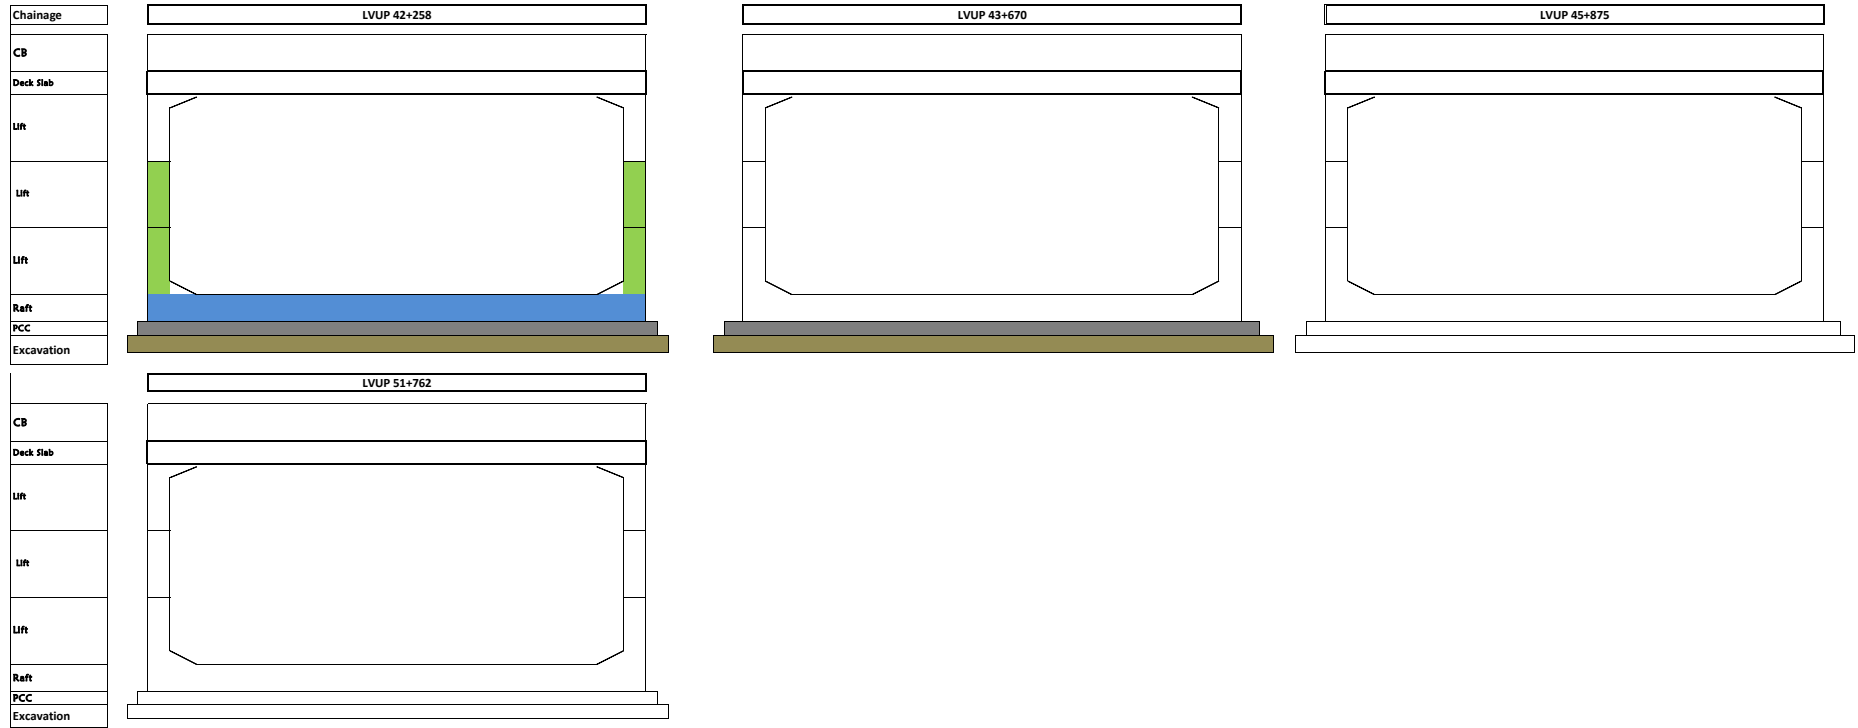 Chainage
LVUP 42+258
LVUP 43+670
LVUP 45+875
CB
Deck Slab
Lift
Lift
Lift
Raft
PCC
Excavation
LVUP 51+762
CB
Deck Slab
Lift
Lift
Lift
Raft
PCC
Excavation